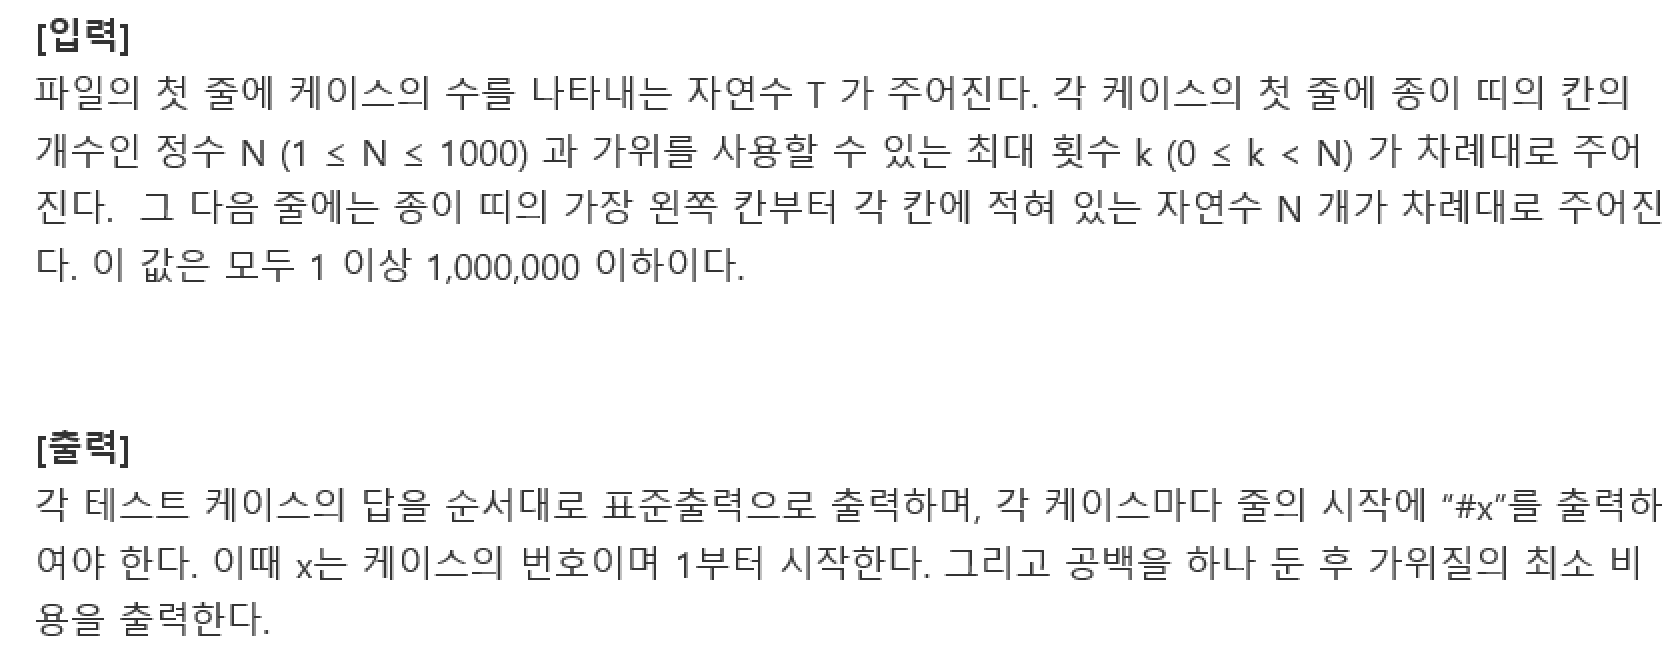 [입력]
파일의 첫 줄에 케이스의 수를 나타내는 자연수 T 가 주어진다. 각 케이스의 첫 줄에 종이 띠의 칸의
개수인 정수 N (1 ≤ N ≤ 1000) 과 가위를 사용할 수 있는 최대 횟수 k (0 ≤ k < N) 가 차례대로 주어
진다.  그 다음 줄에는 종이 띠의 가장 왼쪽 칸부터 각 칸에 적혀 있는 자연수 N 개가 차례대로 주어진
다. 이 값은 모두 1 이상 1,000,000 이하이다.
[출력]
각 테스트 케이스의 답을 순서대로 표준출력으로 출력하며, 각 케이스마다 줄의 시작에 “#x”를 출력하
여야 한다. 이때 x는 케이스의 번호이며 1부터 시작한다. 그리고 공백을 하나 둔 후 가위질의 최소 비
용을 출력한다.